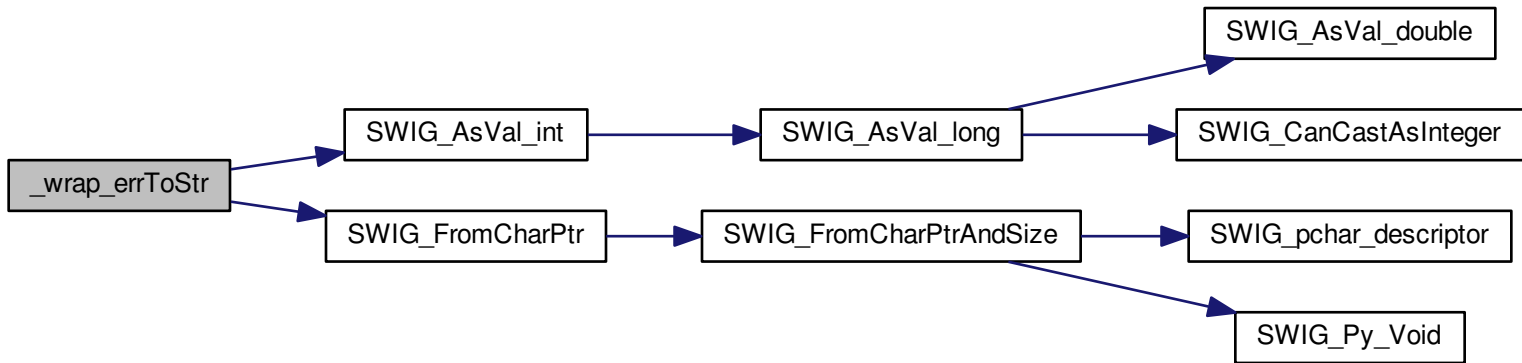 SWIG_AsVal_double
SWIG_AsVal_int
SWIG_AsVal_long
SWIG_CanCastAsInteger
_wrap_errToStr
SWIG_FromCharPtr
SWIG_FromCharPtrAndSize
SWIG_pchar_descriptor
SWIG_Py_Void